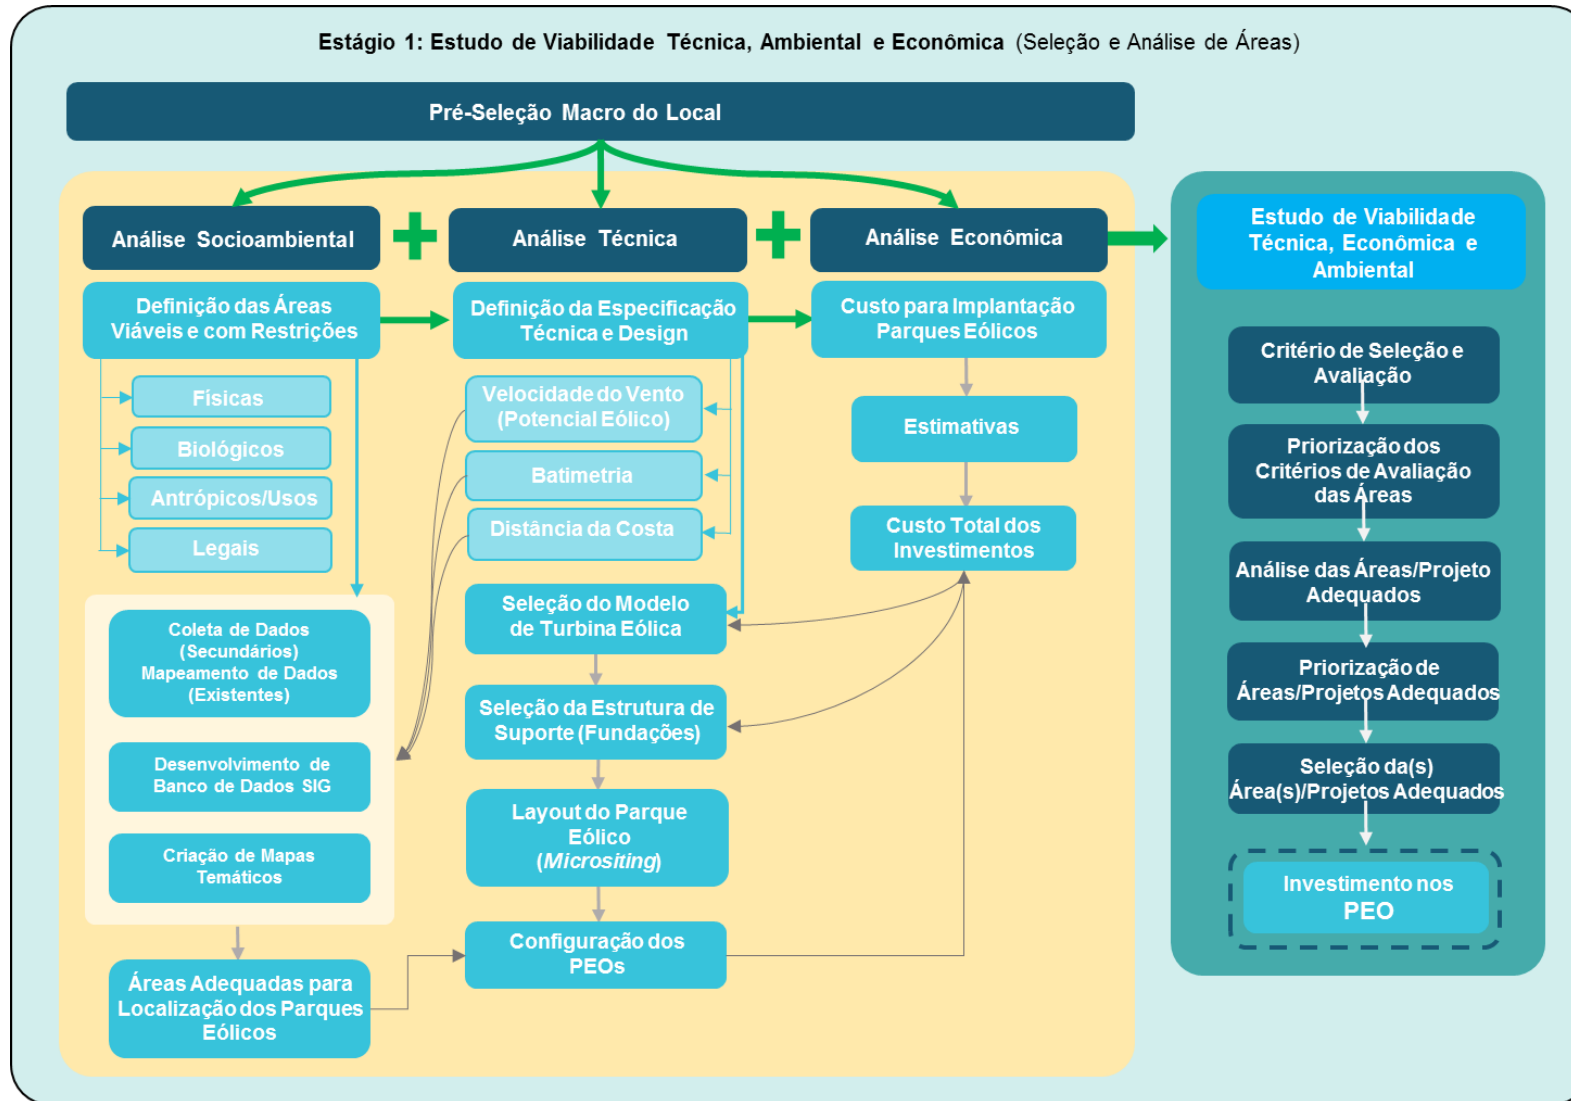 Estágio 1: Estudo de Viabilidade Técnica, Ambiental e Econômica (Seleção e Análise de Áreas)
Pré-Seleção Macro do Local
Análise Socioambiental
Análise Técnica
Análise Econômica
Definição das Áreas
Viáveis e com Restrições
Definição da Especificação
Técnica e Design
Custo para Implantação
Parques Eólicos
Físicas
Biológicos
Antrópicos/Usos
Legais
Velocidade do Vento
(Potencial Eólico)
Batimetria
Distância da Costa
Estimativas
Custo Total dos
Investimentos
Coleta de Dados
(Secundários)
Mapeamento de Dados
(Existentes)
Desenvolvimento de
Banco de Dados SIG
Criação de Mapas
Temáticos
Áreas Adequadas para
Localização dos Parques
Eólicos
Seleção do Modelo
de Turbina Eólica
Seleção da Estrutura de
Suporte (Fundações)
Layout do Parque
Eólico
(Micrositing)
Configuração dos
PEOs
Estudo de Viabilidade
Técnica, Econômica e
Ambiental
Critério de Seleção e
Avaliação
Priorização dos
Critérios de Avaliação
das Áreas
Análise das Áreas/Projeto
Adequados
Priorização de
Áreas/Projetos Adequados
Seleção da(s)
Área(s)/Projetos Adequados
Investimento nos
PEO